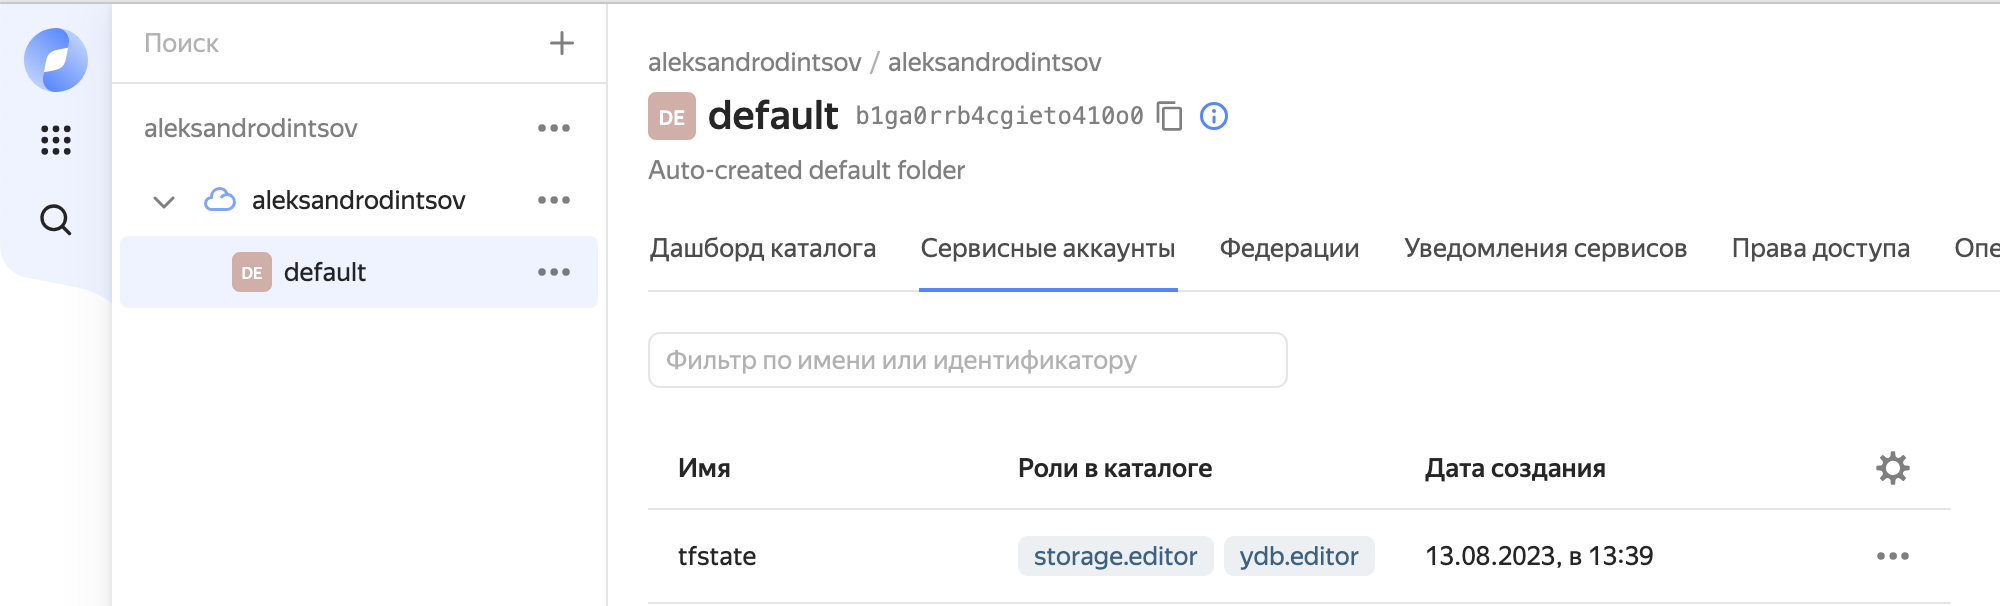 Поиск
aleksandrodintsov
aleksandrodintsov
DE default
aleksandrodintsov / aleksandrodintsov
DE default b1ga0rrb4cgieto410o0
Auto-created default folder
Дашборд каталога Сервисные аккаунты Федерации Уведомления сервисов Права доступа Опе
Фильтр по имени или идентификатору
Имя Роли в каталоге Дата создания
tfstate storage.editor ydb.editor 13.08.2023, в 13:39